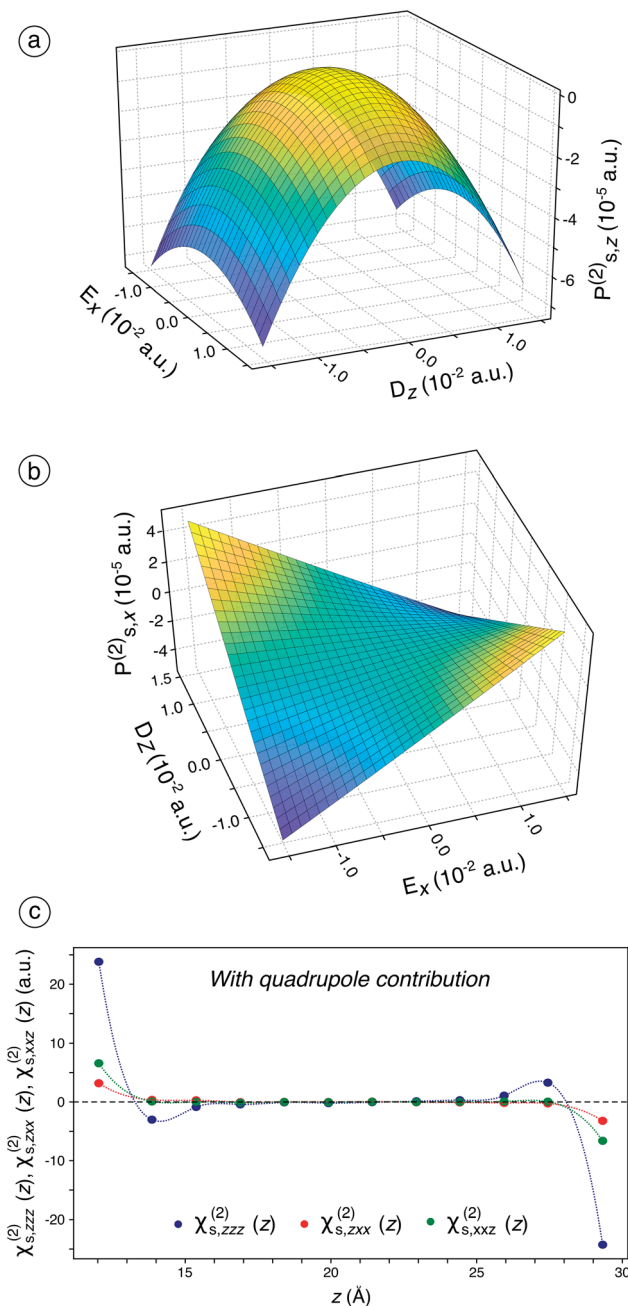 a
0
-2
-4
-6
P(2)s,z (10-5 a.u.)
-1.0
0.0
1.0
Ex (10-2 a.u.)
-1.0
0.0
1.0
Dz (10-2 a.u.)
b
4
2
0
-2
-4
P(2)s,x (10-5 a.u.)
1.5
1.0
0.0
-1.0
DZ (10-2 a.u.)
-1.0
0.0
1.0
Ex (10-2 a.u.)
c
With quadrupole contribution
20
10
0
-10
-20
χ(2)s,zzz (z), χ(2)s,zxx (z), χ(2)s,xxz (z) (a.u.)
χ(2)s,zzz (z) χ(2)s,zxx (z) χ(2)s,xxz (z)
15 20 25 30
z (Å)